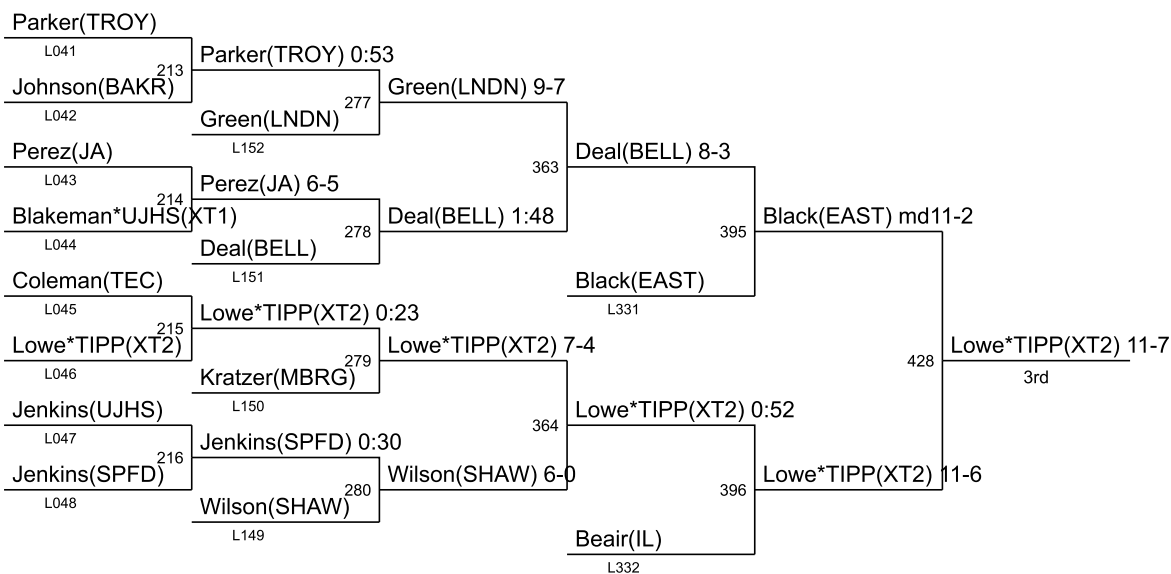 Parker(TROY)
L041
213
Johnson(BAKR)
L042
Perez(JA)
L043
214
Blakeman*UJHS(XT1)
L044
Coleman(TEC)
L045
215
Lowe*TIPP(XT2)
L046
Jenkins(UJHS)
L047
216
Jenkins(SPFD)
L048
Parker(TROY) 0:53
277
Green(LNDN)
L152
Perez(JA) 6-5
278
Deal(BELL)
L151
Lowe*TIPP(XT2) 0:23
279
Kratzer(MBRG)
L150
Jenkins(SPFD) 0:30
280
Wilson(SHAW)
L149
Green(LNDN) 9-7
363
Deal(BELL) 1:48
Lowe*TIPP(XT2) 7-4
364
Wilson(SHAW) 6-0
Deal(BELL) 8-3
395
Black(EAST)
L331
Lowe*TIPP(XT2) 0:52
396
Beair(IL)
L332
Black(EAST) md11-2
428
Lowe*TIPP(XT2) 11-6
Lowe*TIPP(XT2) 11-7
3rd